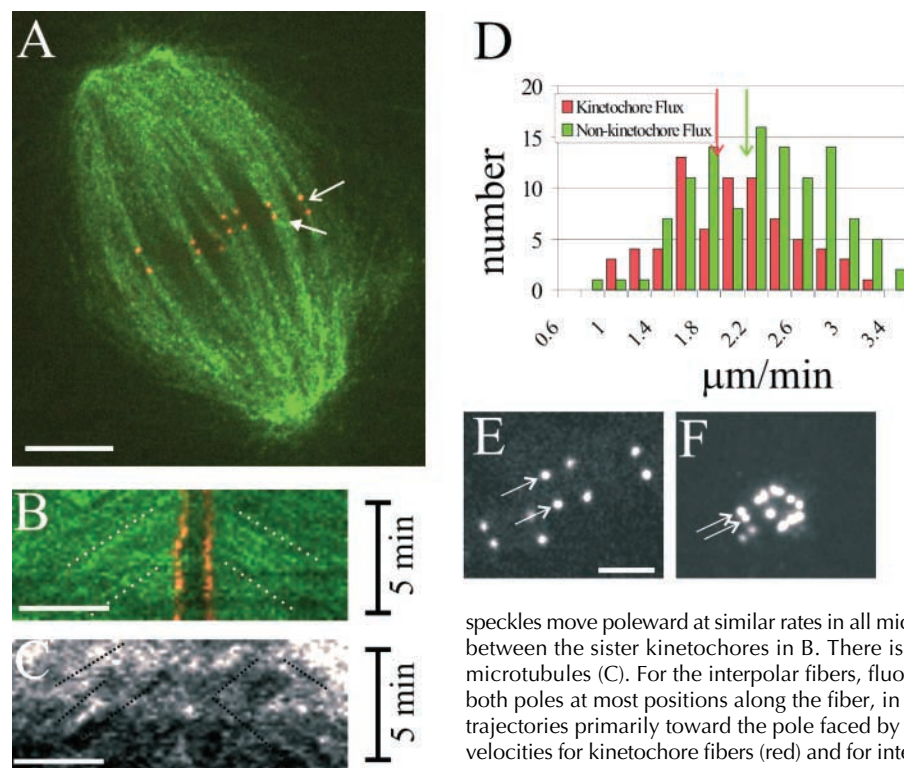 A
D
20
15
10
5
0
number
Kinetochore Flux
Non-kinetochore Flux
0.6
1
1.4
1.8
2.2
2.6
3
3.4
μm/min
B
5 min
C
5 min
E
F
speckles move poleward at similar rates in all mic
between the sister kinetochores in B. There is
microtubules (C). For the interpolar fibers, fluo
both poles at most positions along the fiber, in
trajectories primarily toward the pole faced by
velocities for kinetochore fibers (red) and for inte